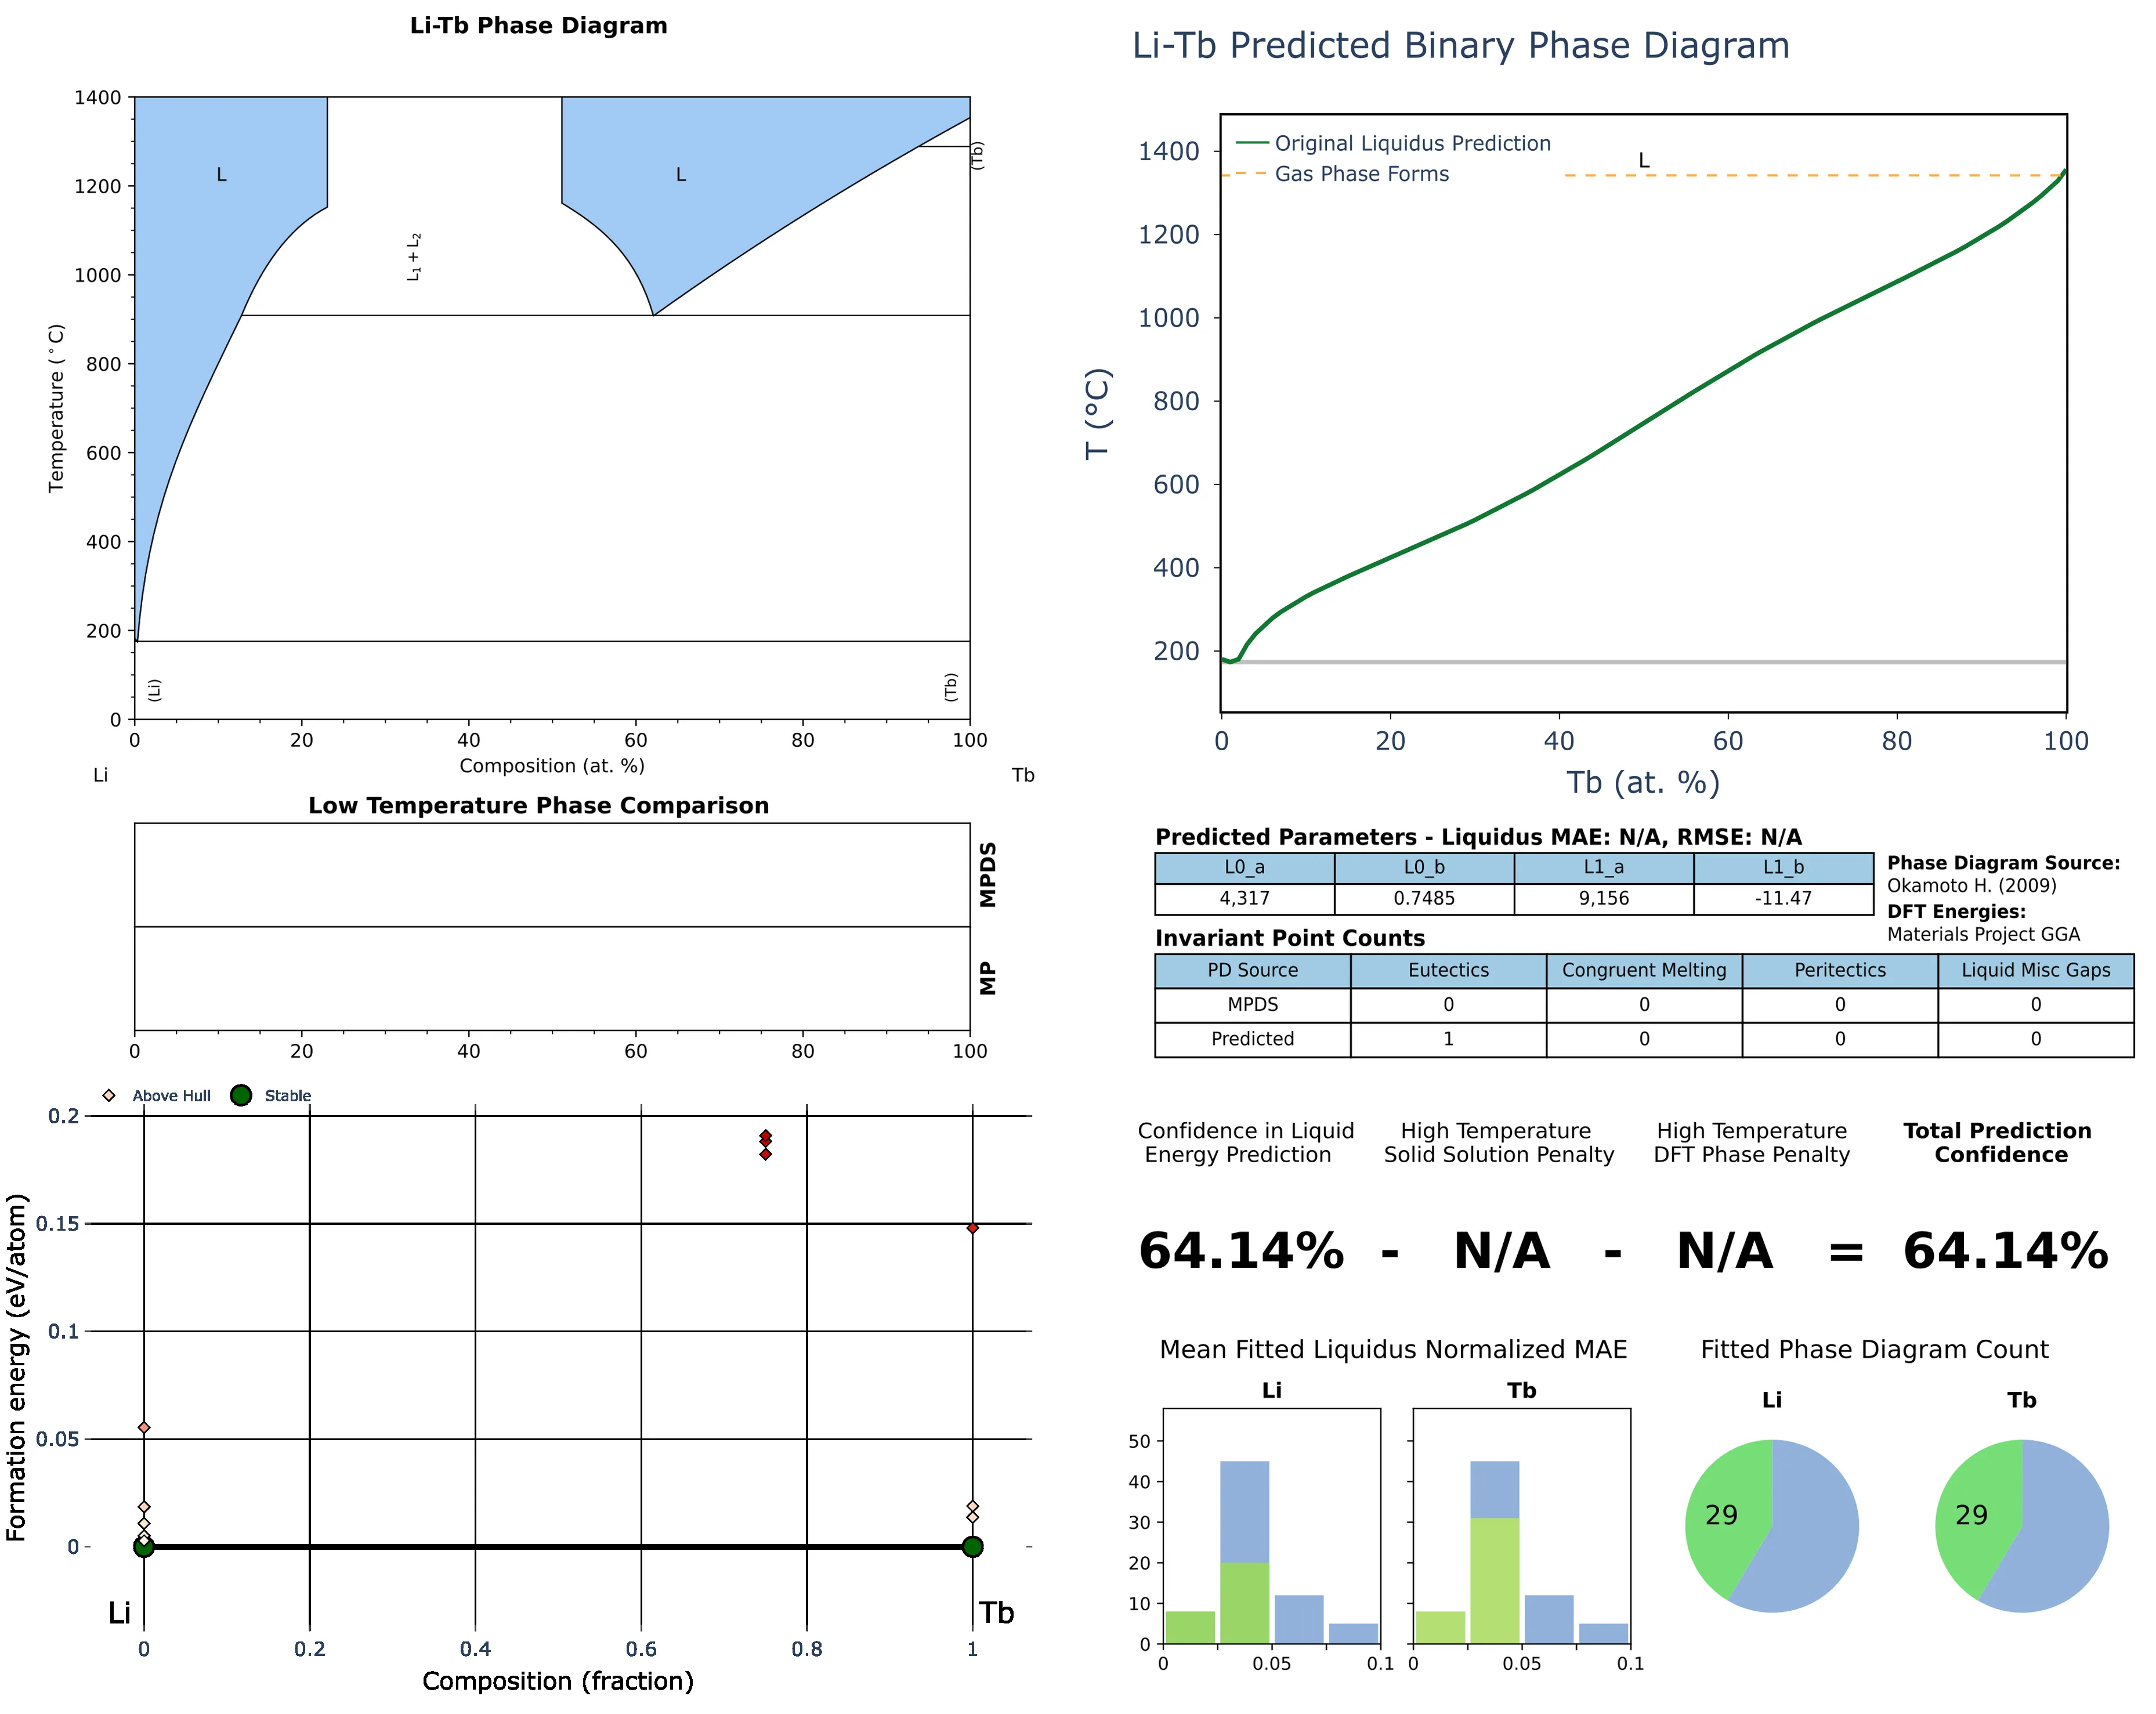 Li-Tb Phase Diagram
1400
1200
1000
800
600
400
200
0
Temperature (°C)
L
L
L₁ + L₂
(Tb)
(Li)
(Tb)
0 20 40 60 80 100
Composition (at. %)
Li
Tb
Low Temperature Phase Comparison
MPDS
MP
0 20 40 60 80 100
Above Hull
Stable
0.2
0.15
0.1
0.05
0
Formation energy (eV/atom)
Li
Tb
0 0.2 0.4 0.6 0.8 1
Composition (fraction)
Li-Tb Predicted Binary Phase Diagram
Original Liquidus Prediction
Gas Phase Forms
L
1400
1200
1000
800
600
400
200
T (°C)
0 20 40 60 80 100
Tb (at. %)
Predicted Parameters - Liquidus MAE: N/A, RMSE: N/A
L0_a L0_b L1_a L1_b
4,317 0.7485 9,156 -11.47
Phase Diagram Source:
Okamoto H. (2009)
DFT Energies:
Materials Project GGA
Invariant Point Counts
PD Source Eutectics Congruent Melting Peritectics Liquid Misc Gaps
MPDS 0 0 0 0
Predicted 1 0 0 0
Confidence in Liquid
Energy Prediction
High Temperature
Solid Solution Penalty
High Temperature
DFT Phase Penalty
Total Prediction
Confidence
64.14% - N/A - N/A = 64.14%
Mean Fitted Liquidus Normalized MAE
Li
Tb
50
40
30
20
10
0
0 0.05 0.1
0 0.05 0.1
Fitted Phase Diagram Count
Li
Tb
29
29